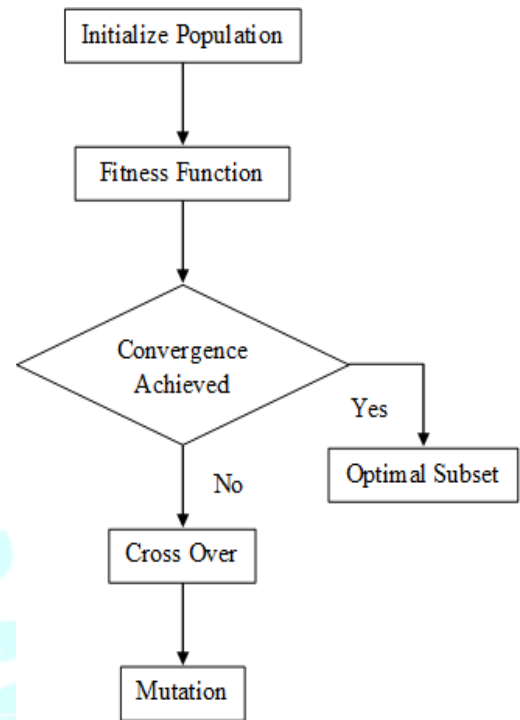 Initialize Population
Fitness Function
Convergence
Achieved
Yes
Optimal Subset
No
Cross Over
Mutation